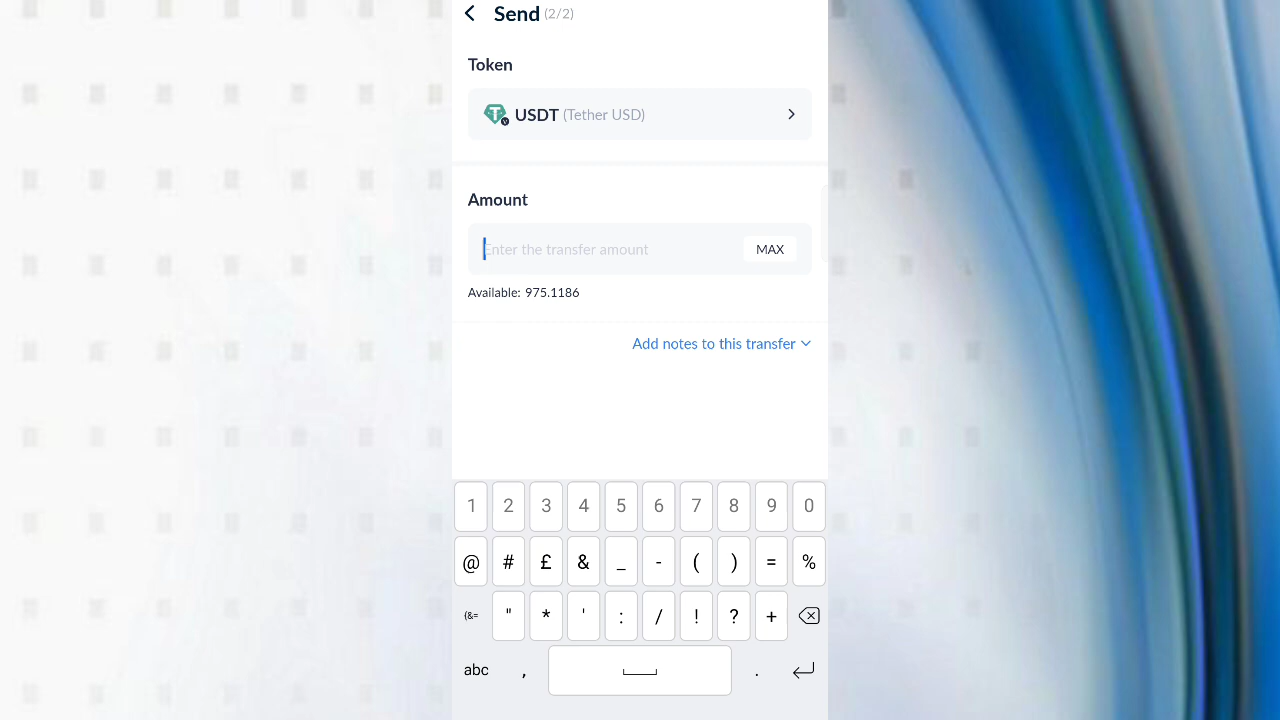 Send (2/2)
Token
USDT (Tether USD)
Amount
Enter the transfer amount
MAX
Available: 975.1186
Add notes to this transfer
1 2 3 4 5 6 7 8 9 0
@ # £ & _ - ( ) = %
{&= " * ' : / ! ? +
abc , .